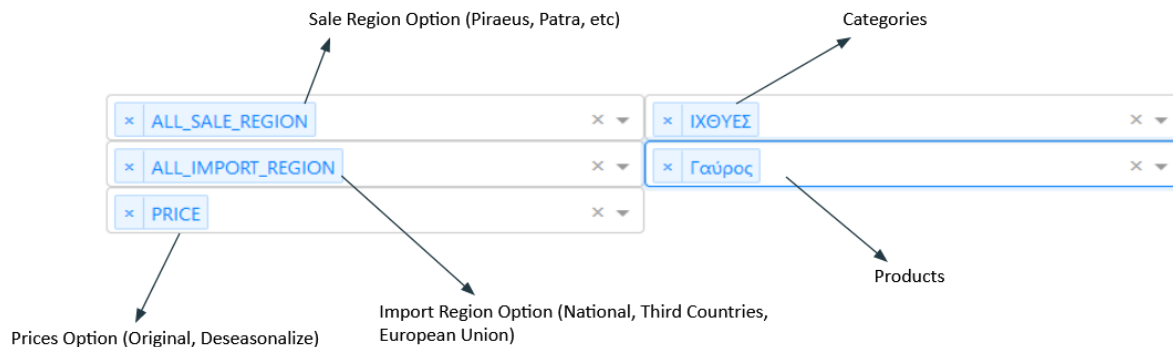 Sale Region Option (Piraeus, Patra, etc)
Categories
× ALL_SALE_REGION ×
× ΙΧΘΥΕΣ ×
× ALL_IMPORT_REGION ×
× Γαύρος ×
× PRICE ×
Products
Import Region Option (National, Third Countries,
European Union)
Prices Option (Original, Deseasonalize)